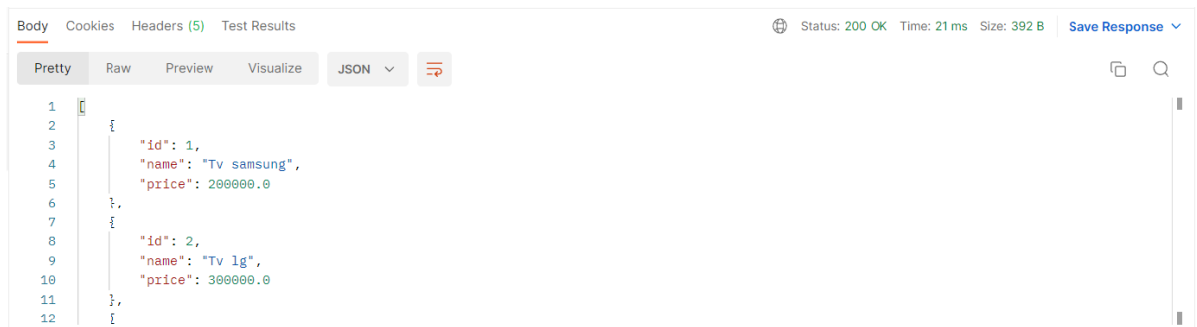 Body Cookies Headers (5) Test Results Status: 200 OK Time: 21 ms Size: 392 B Save Response
Pretty Raw Preview Visualize JSON
1 [
2 {
3 "id": 1,
4 "name": "Tv samsung",
5 "price": 200000.0
6 },
7 {
8 "id": 2,
9 "name": "Tv lg",
10 "price": 300000.0
11 },
12 {